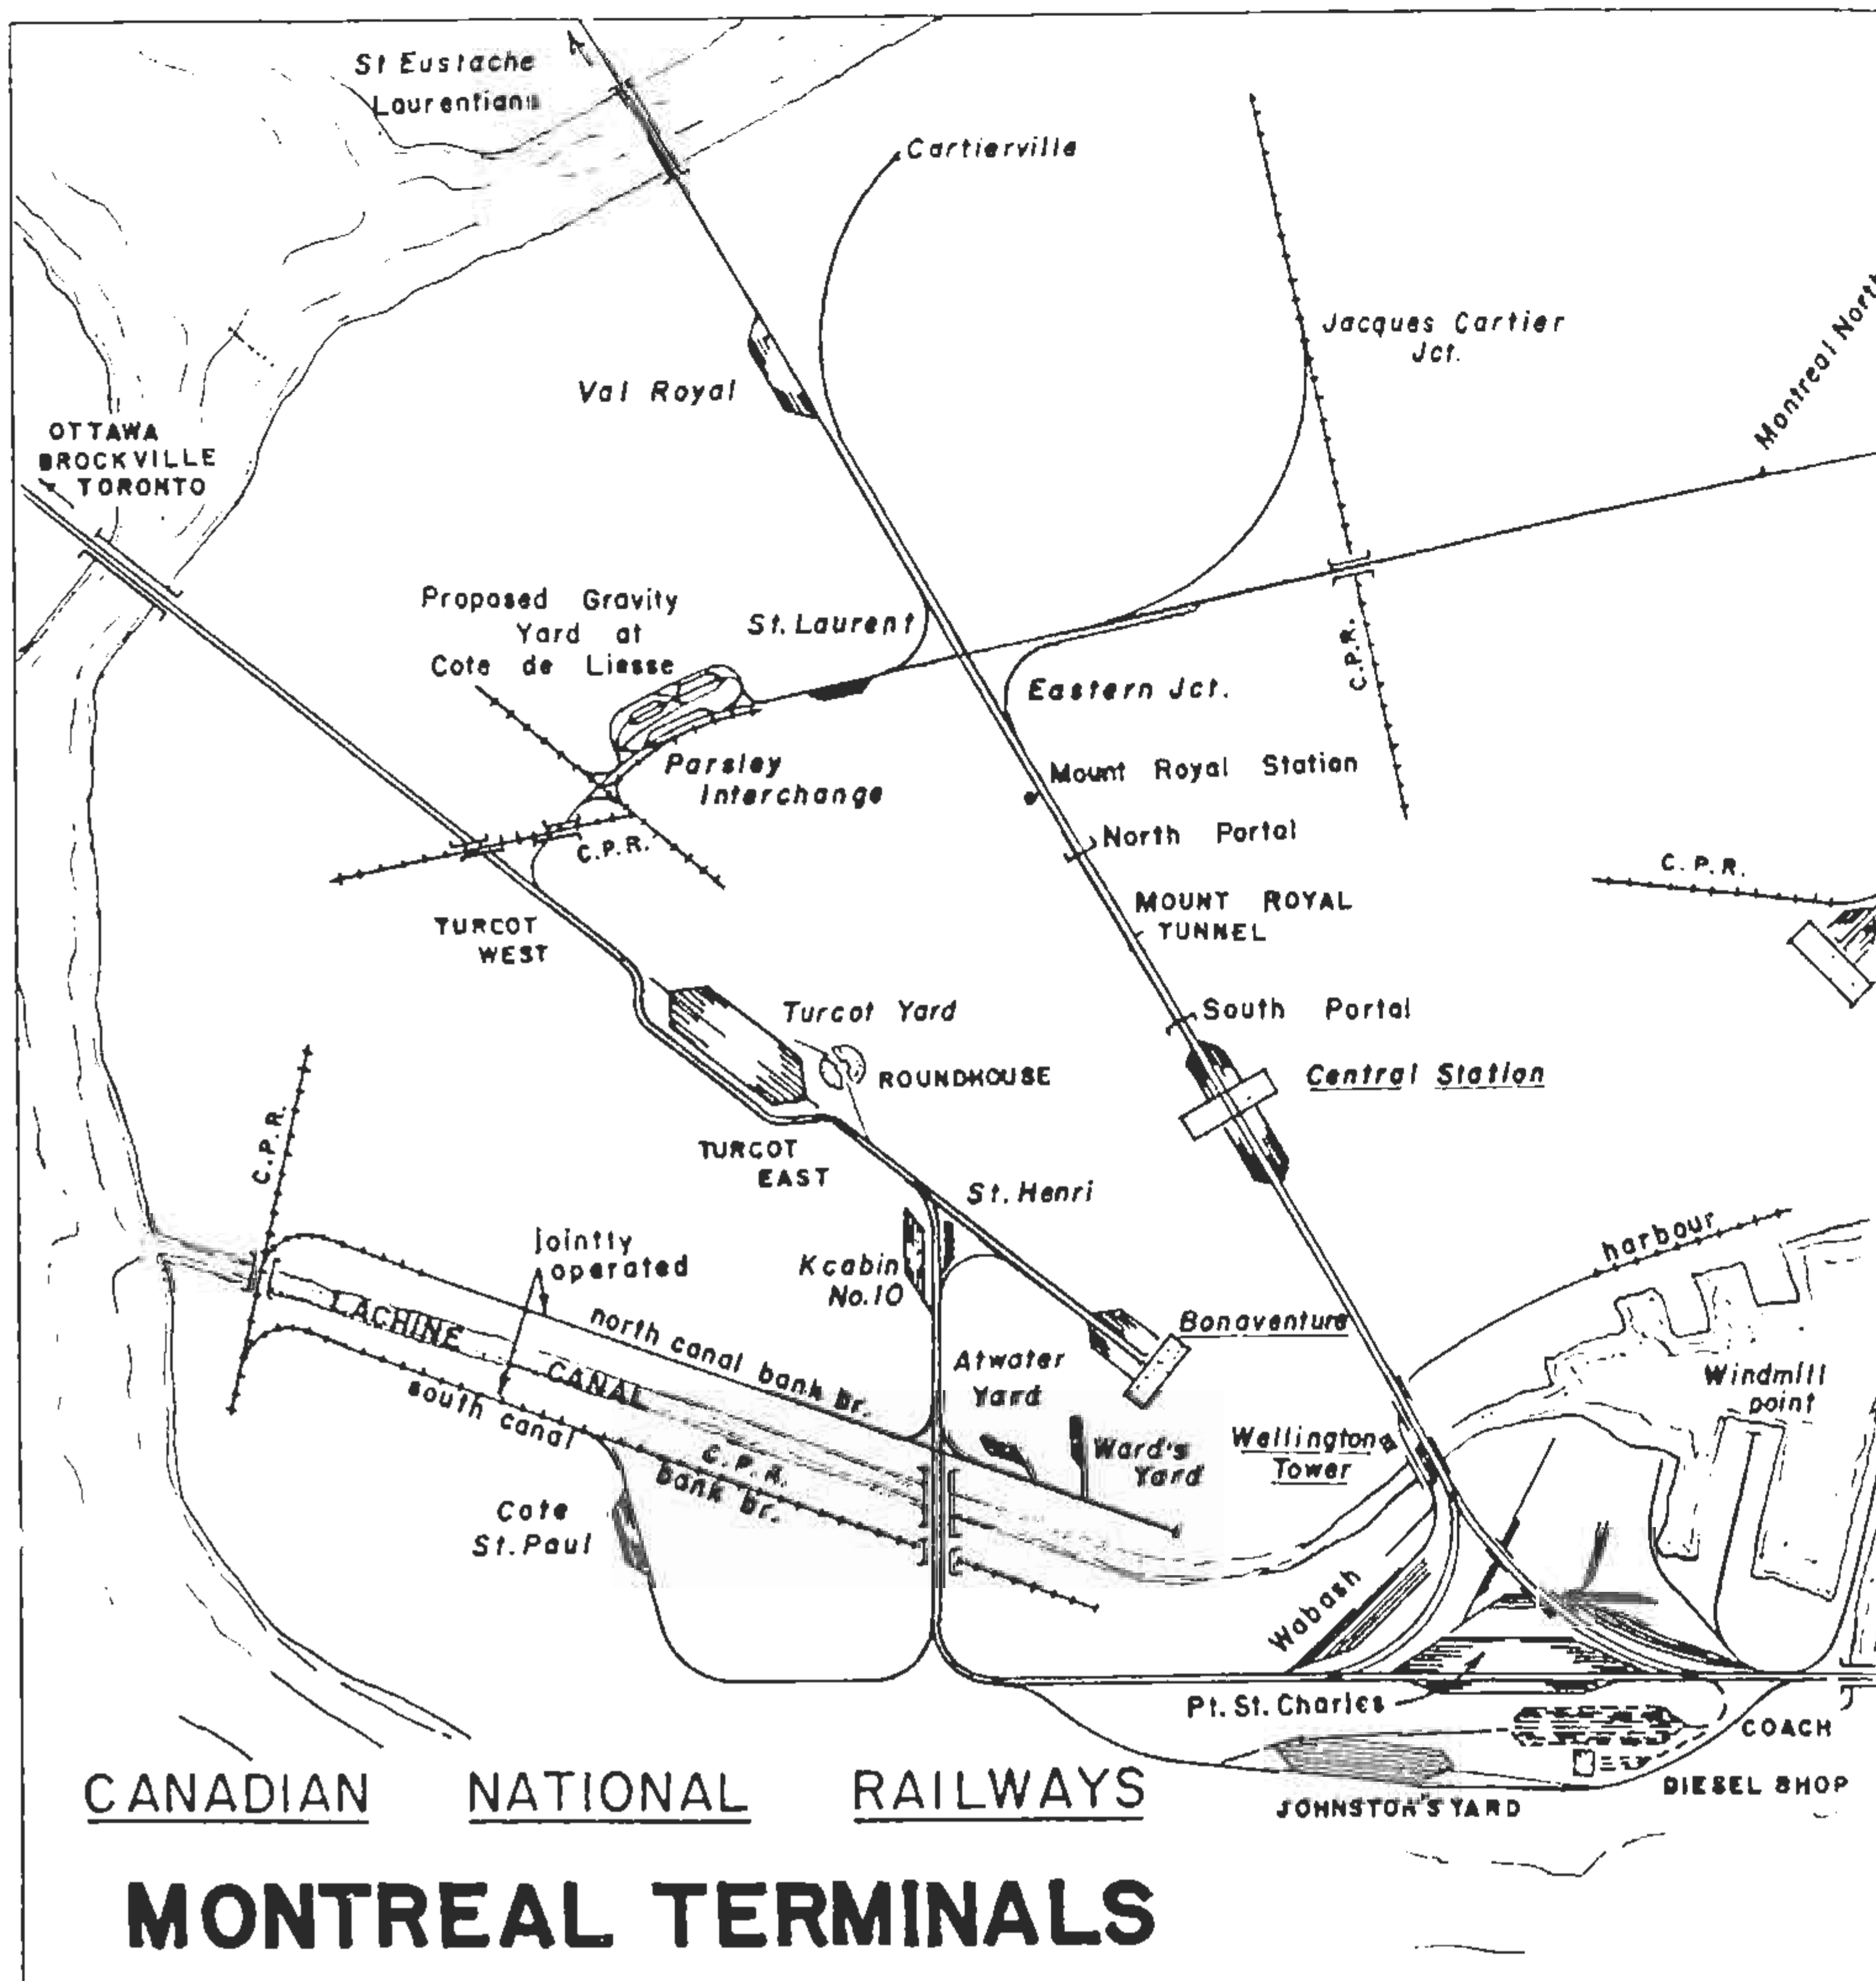 St Eustache
Laurentians
Cartierville
Jacques Cartier
Jct.
Montreal North
Val Royal
OTTAWA
BROCKVILLE
TORONTO
Proposed Gravity
Yard at
Cote de Liesse
St. Laurent
C.P.R.
Eastern Jct.
Parsley
Interchange
Mount Royal Station
North Portal
C.P.R.
C.P.R.
MOUNT ROYAL
TUNNEL
TURCOT
WEST
Turcot Yard
South Portal
ROUNDHOUSE
Central Station
C.P.R.
TURCOT
EAST
St. Henri
harbour
jointly
operated
K cabin
No. 10
LACHINE
CANAL
north canal bank Br.
Bonaventure
Atwater
Yard
Windmill
point
south canal
bank br.
C.P.R.
Ward's
Yard
Wellington
Tower
Cote
St. Paul
Wabash
Pt. St. Charles
COACH
DIESEL SHOP
JOHNSTON'S YARD
CANADIAN NATIONAL RAILWAYS
MONTREAL TERMINALS